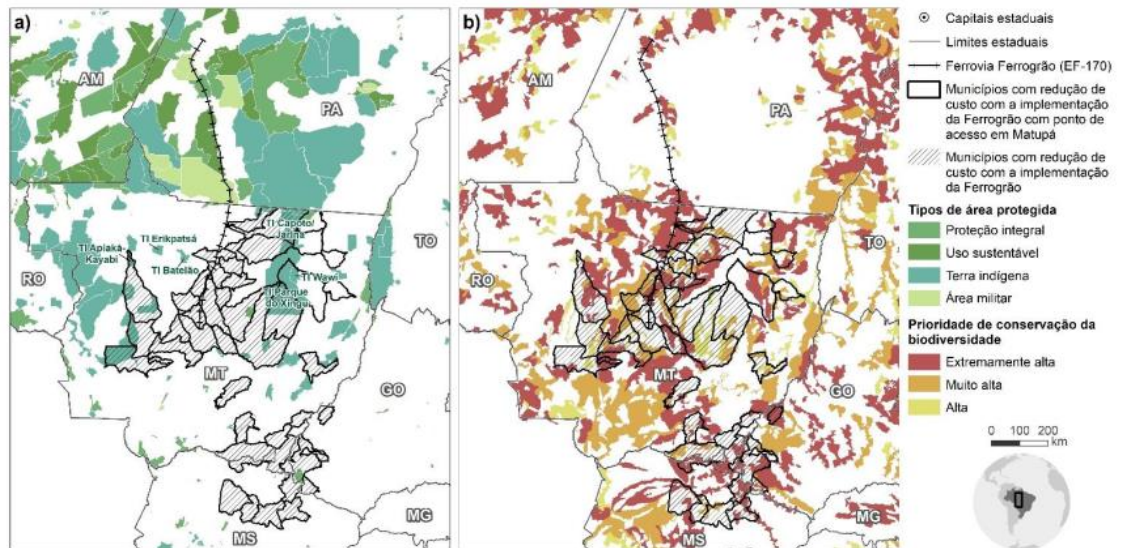 a)
AM
PA
TI Capoto/
Jarina
TI Erikpatsá
TI Apiaká-
Kayabi
TI Batelão
TI Wawi
TI Parque
do Xingu
RO
TO
MT
GO
MS
MG
b)
AM
PA
RO
TO
MT
GO
MS
MG
Capitais estaduais
Limites estaduais
Ferrovia Ferrogrão (EF-170)
Municípios com redução de
custo com a implementação
da Ferrogrão com ponto de
acesso em Matupá
Municípios com redução de
custo com a implementação
da Ferrogrão
Tipos de área protegida
Proteção integral
Uso sustentável
Terra indígena
Área militar
Prioridade de conservação da
biodiversidade
Extremamente alta
Muito alta
Alta
0 100 200
km